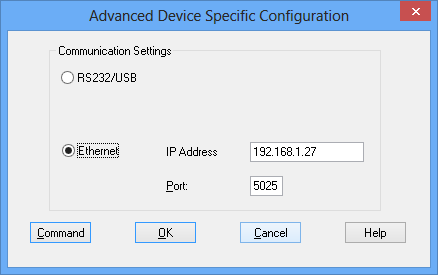 Advanced Device Specific Configuration
Communication Settings
RS232/USB
Ethernet IP Address 192.168.1.27
Port: 5025
Command OK Cancel Help